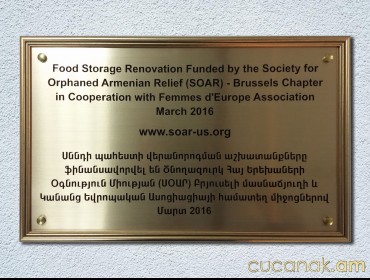 Food Storage Renovation Funded by the Society for
Orphaned Armenian Relief (SOAR) - Brussels Chapter
in Cooperation with Femmes d'Europe Association
March 2016
www.soar-us.org
Սննդի պահեստի վերանորոգման աշխատանքները
ֆինանսավորվել են Ծնողազուրկ Հայ Երեխաների
Օգնություն Միության (ՍՕԱՐ) Բրյուսելի մասնաճյուղի և
Կանանց Եվրոպական Ասոցիացիայի համատեղ միջոցներով
Մարտ 2016
cucanak.am